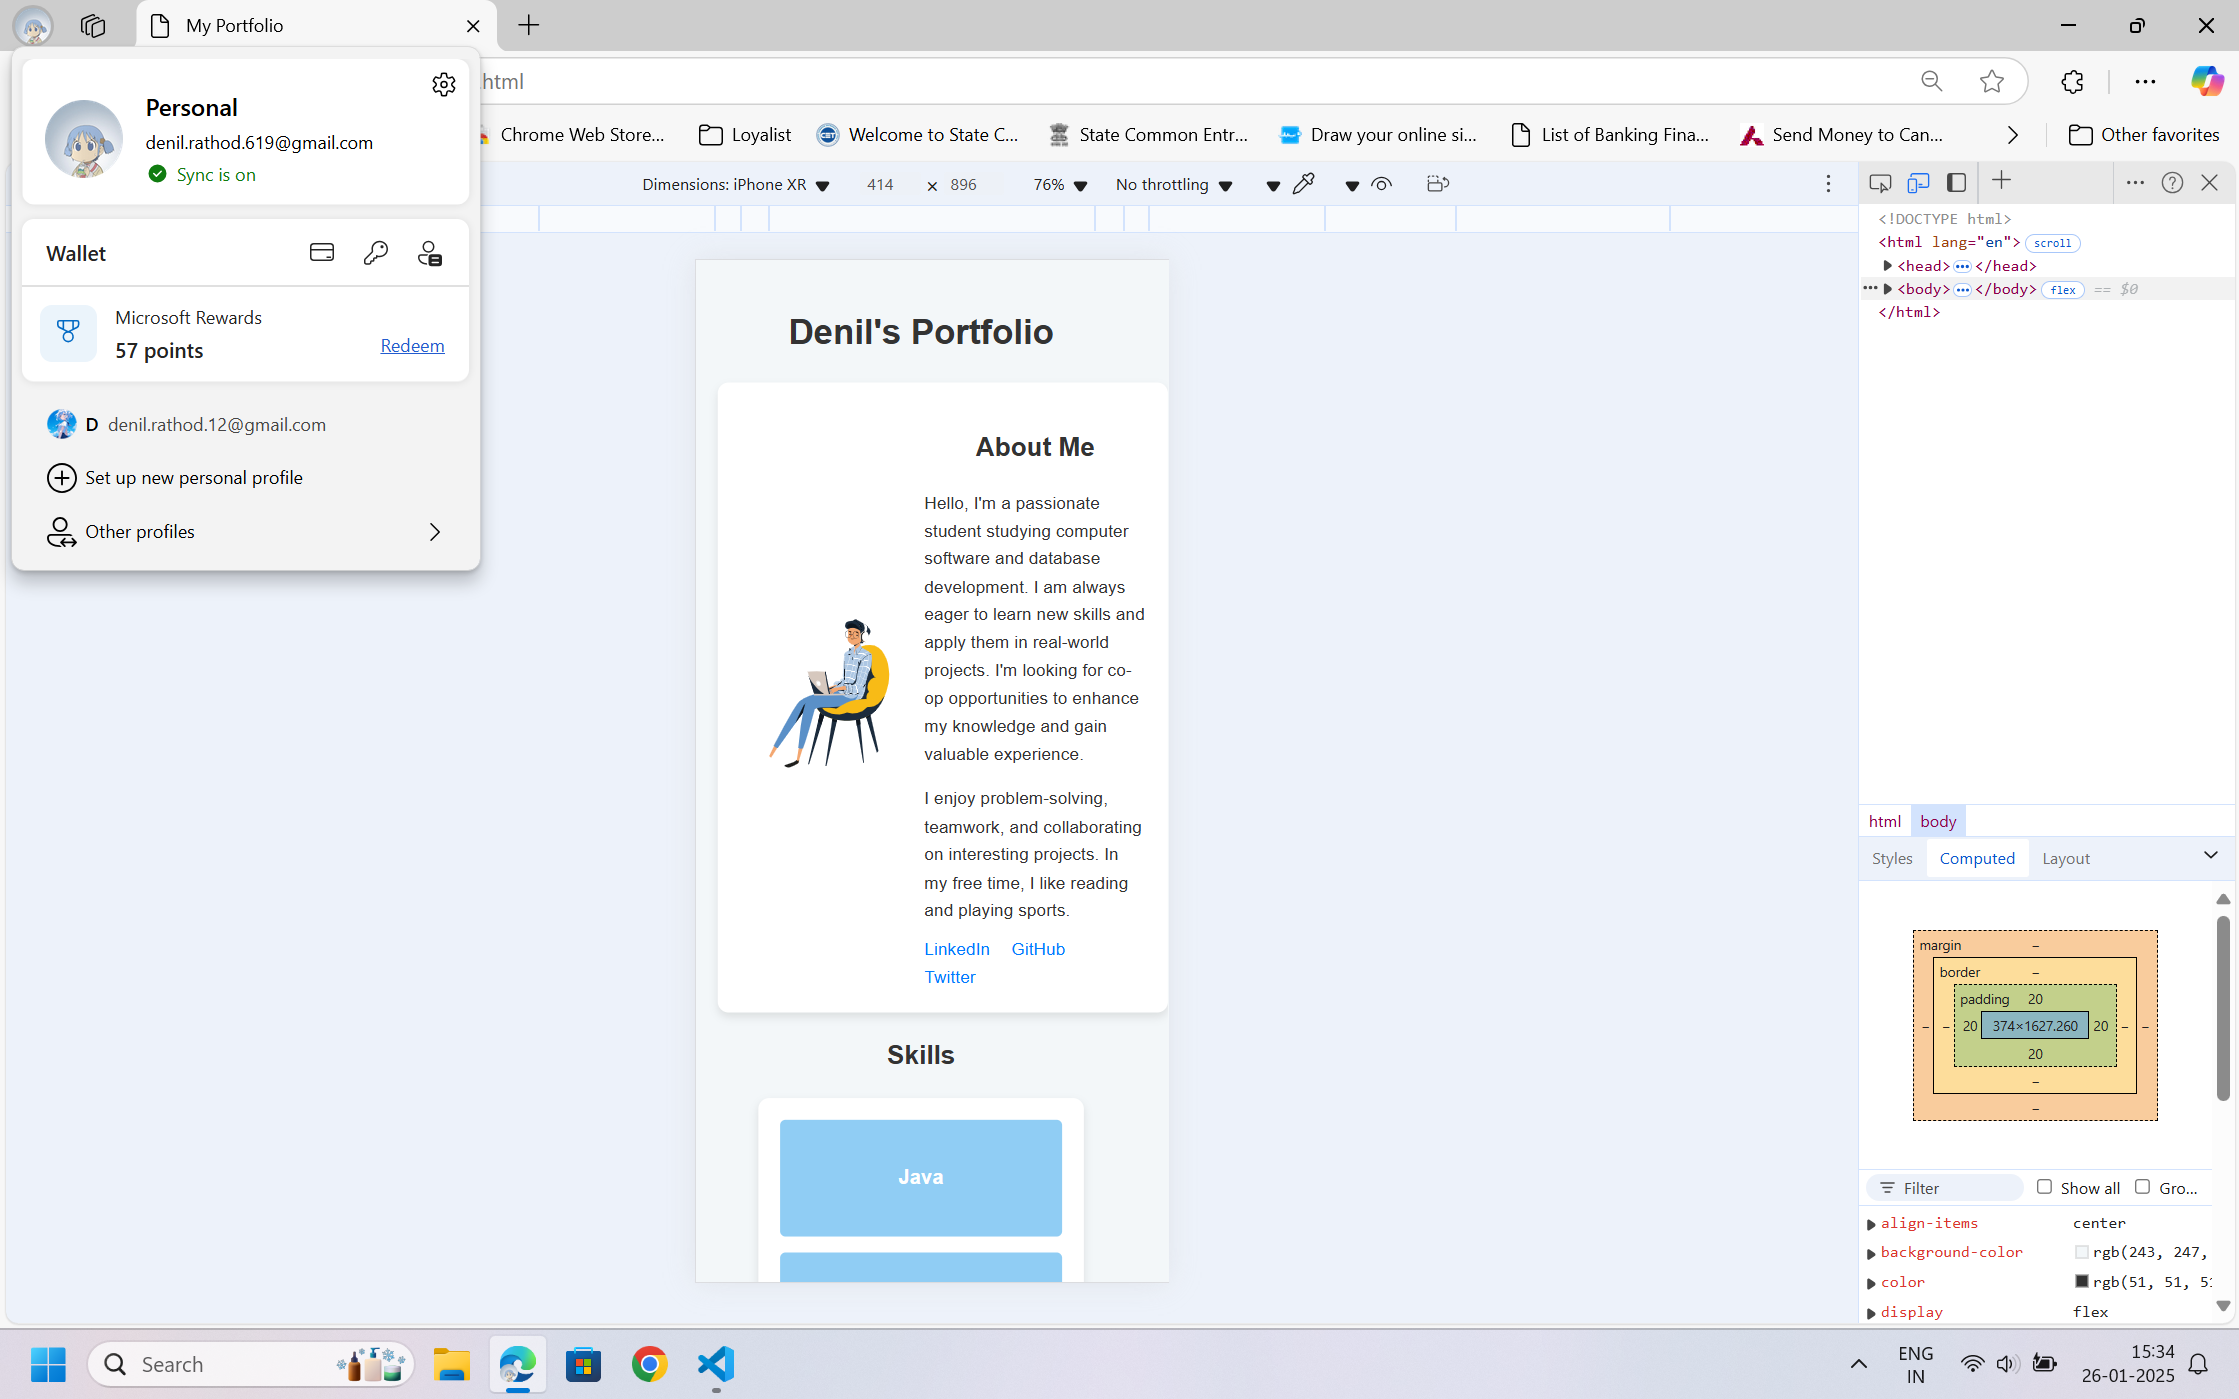 My Portfolio
Personal
denil.rathod.619@gmail.com
Sync is on
Wallet
Microsoft Rewards
57 points
Redeem
D denil.rathod.12@gmail.com
Set up new personal profile
Other profiles
html
Chrome Web Store...
Loyalist
Welcome to State C...
State Common Entr...
Draw your online si...
List of Banking Fina...
Send Money to Can...
Other favorites
Dimensions: iPhone XR
414 × 896
76%
No throttling
Denil's Portfolio
About Me
Hello, I'm a passionate
student studying computer
software and database
development. I am always
eager to learn new skills and
apply them in real-world
projects. I'm looking for co-
op opportunities to enhance
my knowledge and gain
valuable experience.
I enjoy problem-solving,
teamwork, and collaborating
on interesting projects. In
my free time, I like reading
and playing sports.
LinkedIn GitHub
Twitter
Skills
Java
<!DOCTYPE html>
<html lang="en"> scroll
<head> ••• </head>
••• <body> ••• </body> flex == $0
</html>
html body
Styles Computed Layout
margin –
border –
padding 20
– – 20 374×1627.260 20 – –
20
–
–
Filter Show all Gro...
align-items center
background-color rgb(243, 247,
color rgb(51, 51, 51
display flex
Search
ENG
IN
15:34
26-01-2025